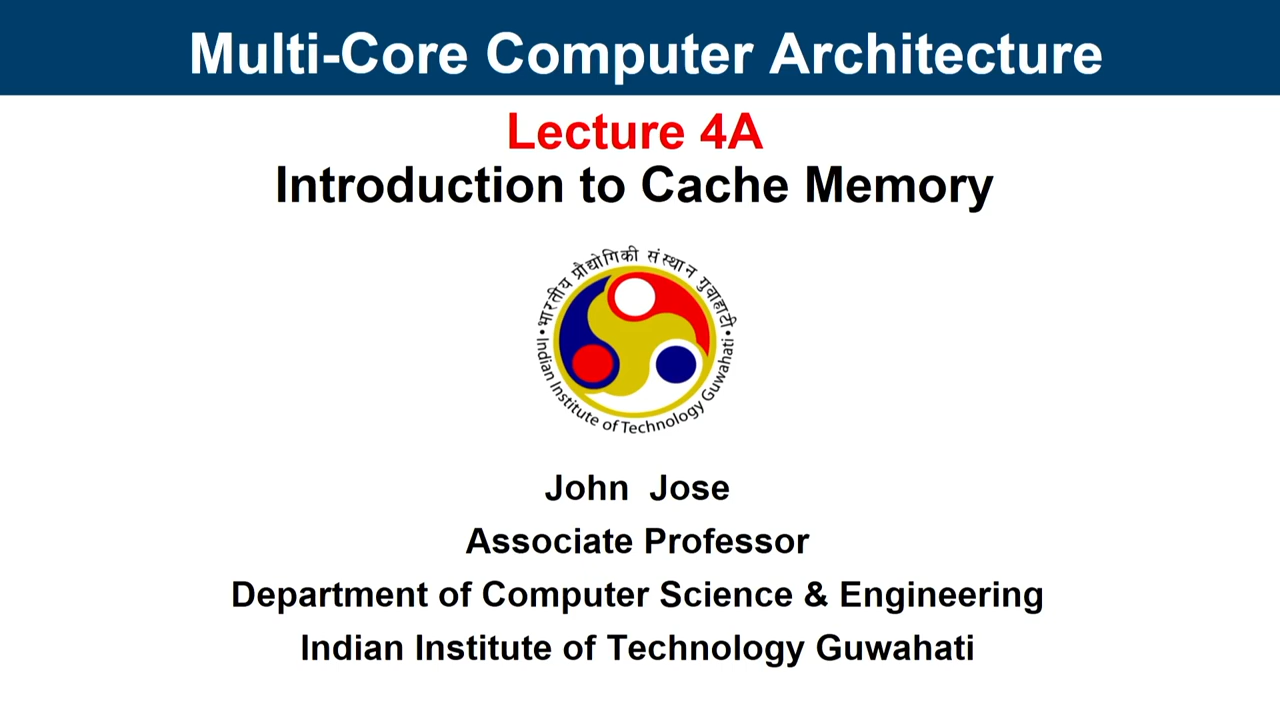 Multi-Core Computer Architecture
Lecture 4A
Introduction to Cache Memory
भारतीय प्रौद्योगिकी संस्थान गुवाहाटी
Indian Institute of Technology Guwahati
John Jose
Associate Professor
Department of Computer Science & Engineering
Indian Institute of Technology Guwahati